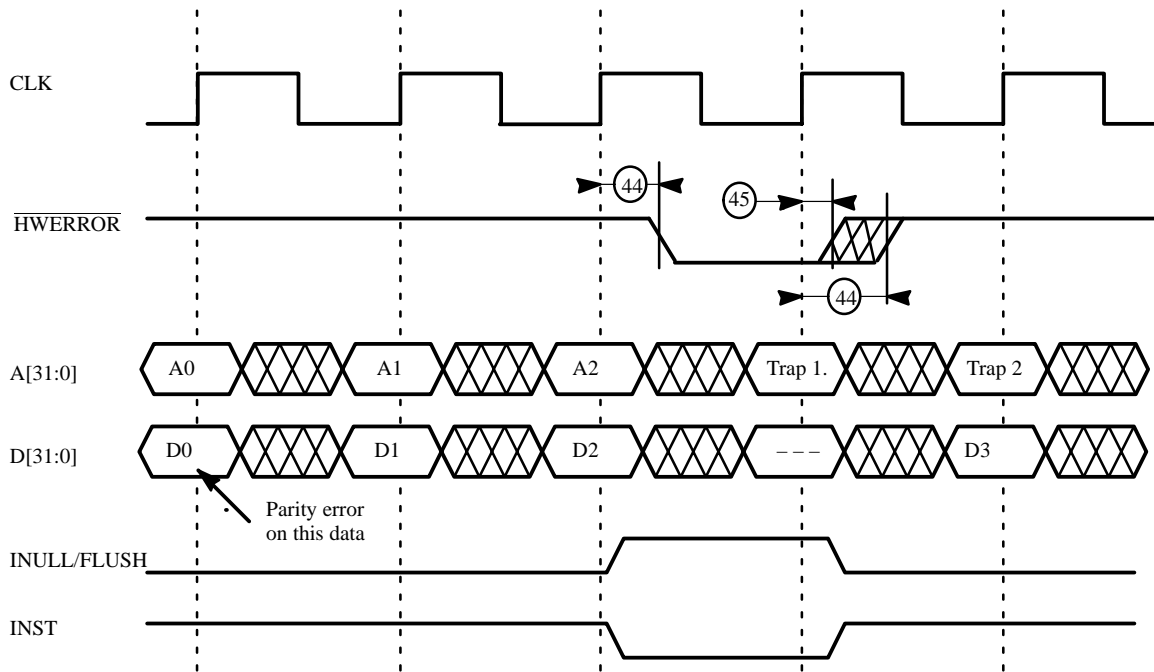 CLK
44
45
HWERROR
44
A[31:0] A0 A1 A2 Trap 1. Trap 2
D[31:0] D0 D1 D2 – – – D3
Parity error
on this data
INULL/FLUSH
INST